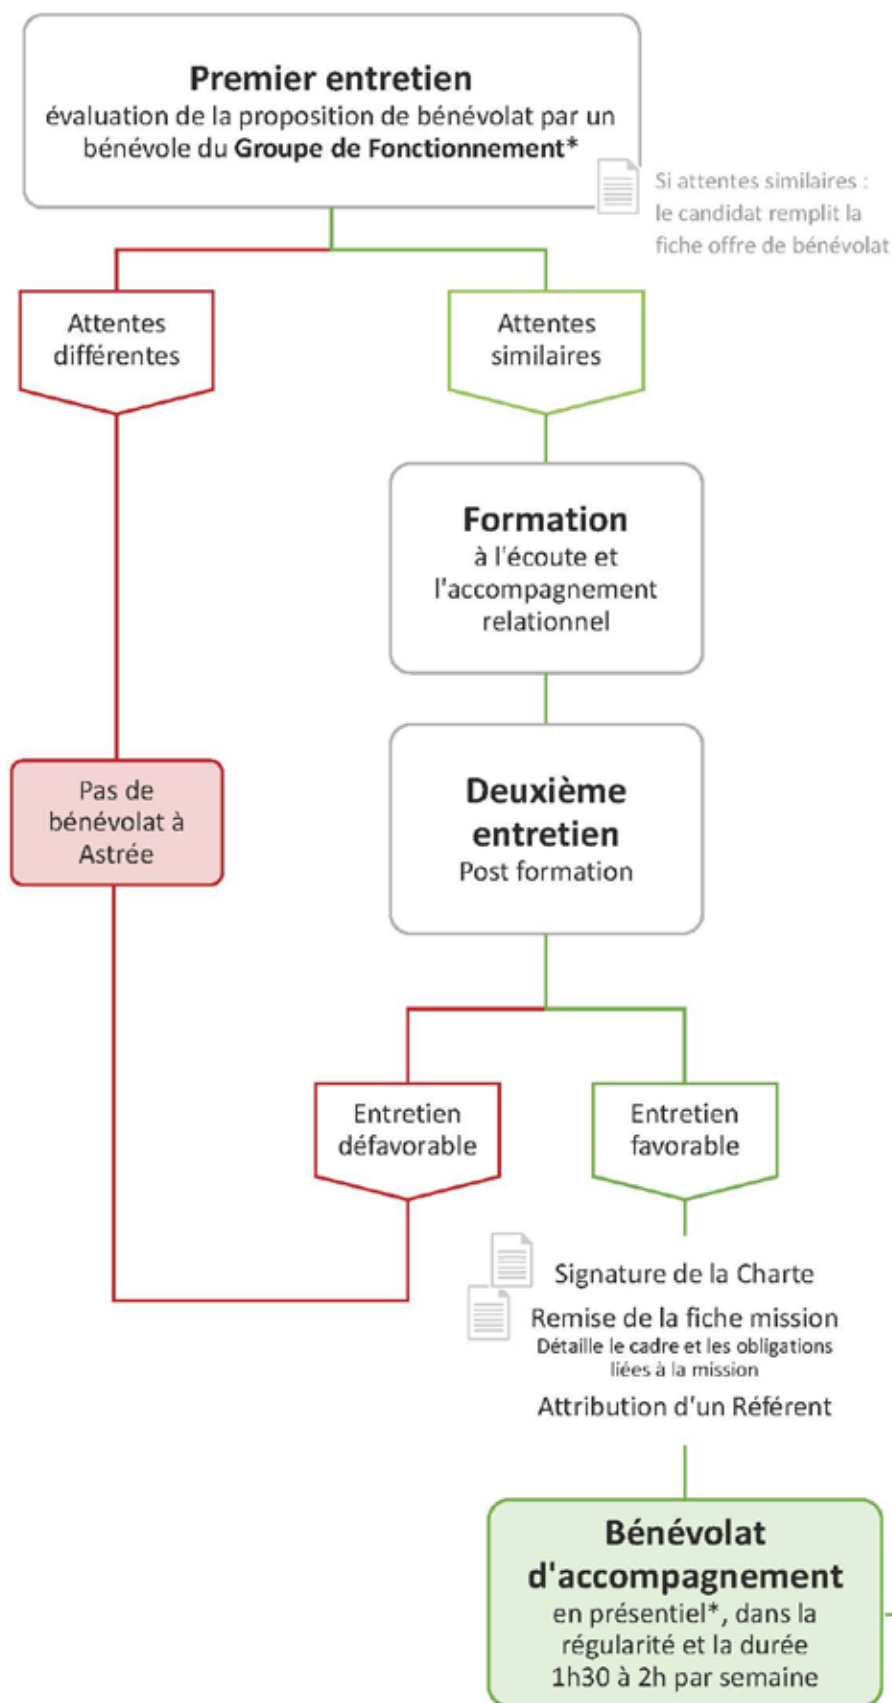 Premier entretien
évaluation de la proposition de bénévolat par un
bénévole du Groupe de Fonctionnement*
Si attentes similaires :
le candidat remplit la
fiche offre de bénévolat
Attentes
différentes
Attentes
similaires
Formation
à l'écoute et
l'accompagnement
relationnel
Pas de
bénévolat à
Astrée
Deuxième
entretien
Post formation
Entretien
défavorable
Entretien
favorable
Signature de la Charte
Remise de la fiche mission
Détaille le cadre et les obligations
liées à la mission
Attribution d'un Référent
Bénévolat
d'accompagnement
en présentiel*, dans la
régularité et la durée
1h30 à 2h par semaine